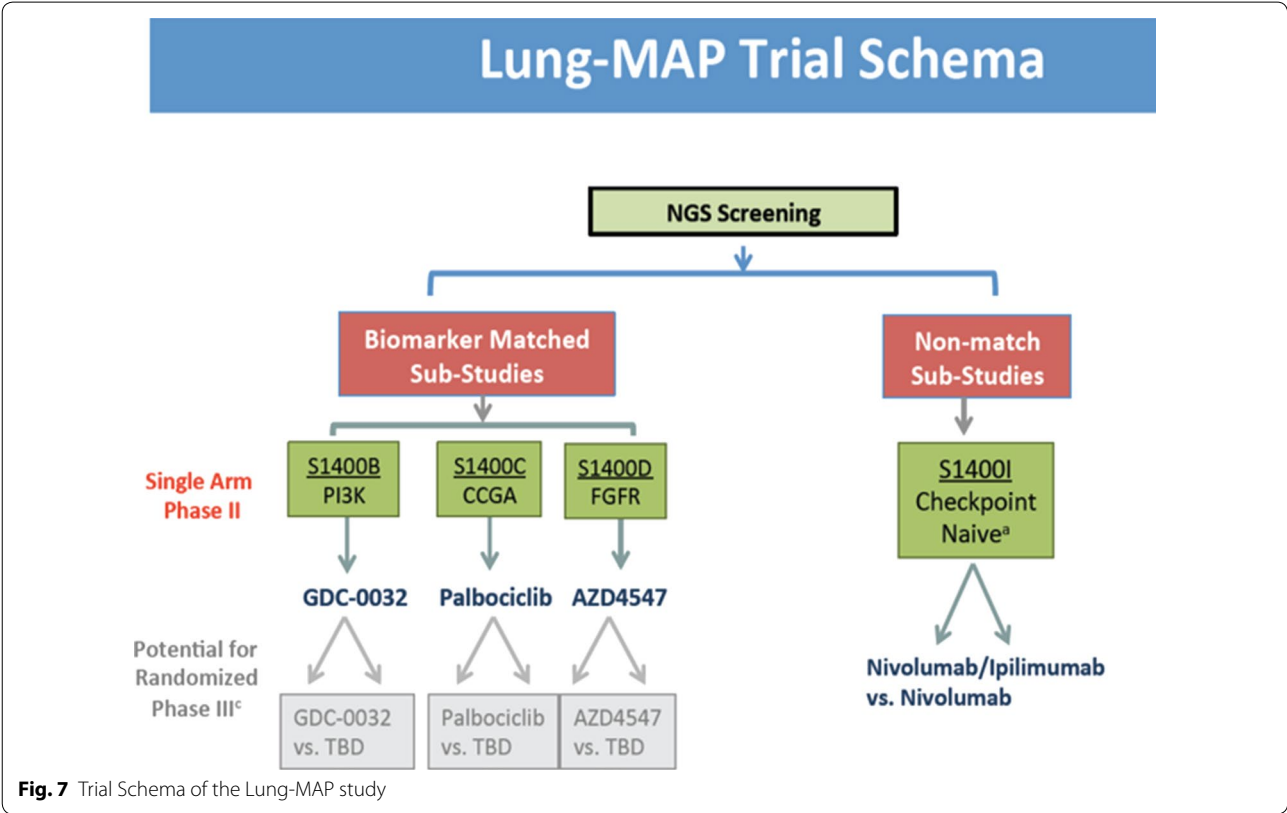 Lung-MAP Trial Schema
NGS Screening
Biomarker Matched
Sub-Studies
Non-match
Sub-Studies
Single Arm
Phase II
S1400B
PI3K
S1400C
CCGA
S1400D
FGFR
S1400I
Checkpoint
Naiveᵃ
GDC-0032
Palbociclib
AZD4547
Nivolumab/Ipilimumab
vs. Nivolumab
Potential for
Randomized
Phase IIIᶜ
GDC-0032
vs. TBD
Palbociclib
vs. TBD
AZD4547
vs. TBD
Fig. 7 Trial Schema of the Lung-MAP study